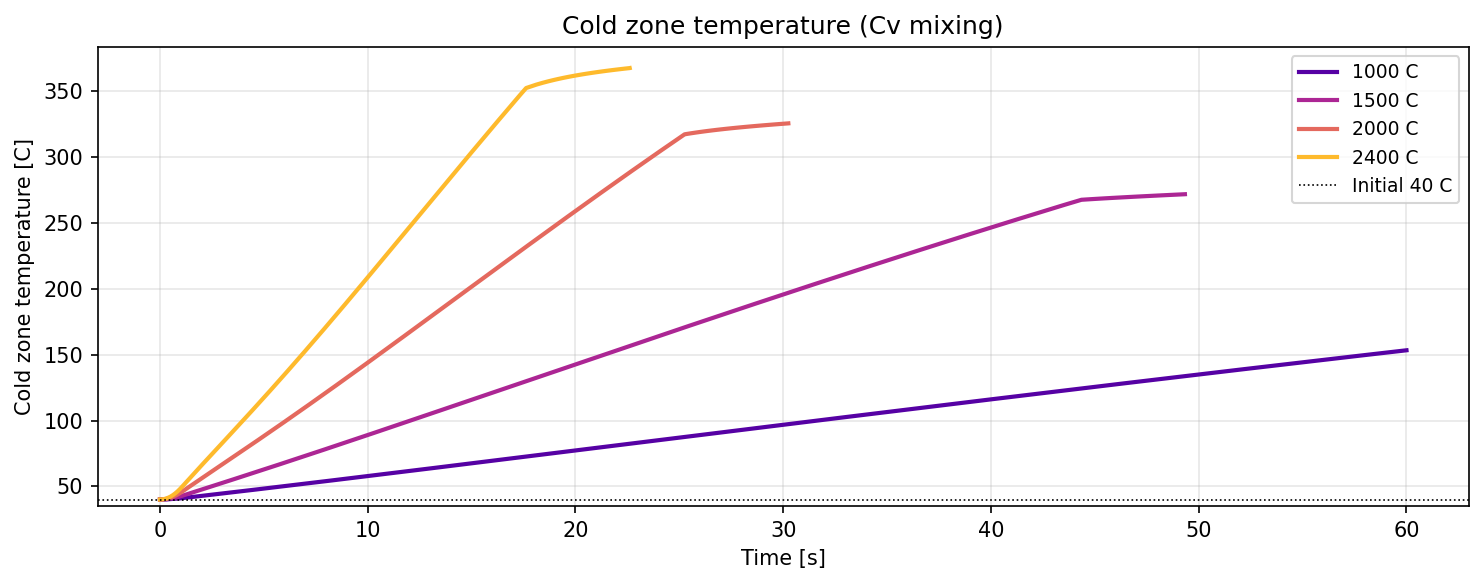 Cold zone temperature (Cv mixing)
Cold zone temperature [C]
350
300
250
200
150
100
50
0
10
20
30
40
50
60
Time [s]
1000 C
1500 C
2000 C
2400 C
Initial 40 C